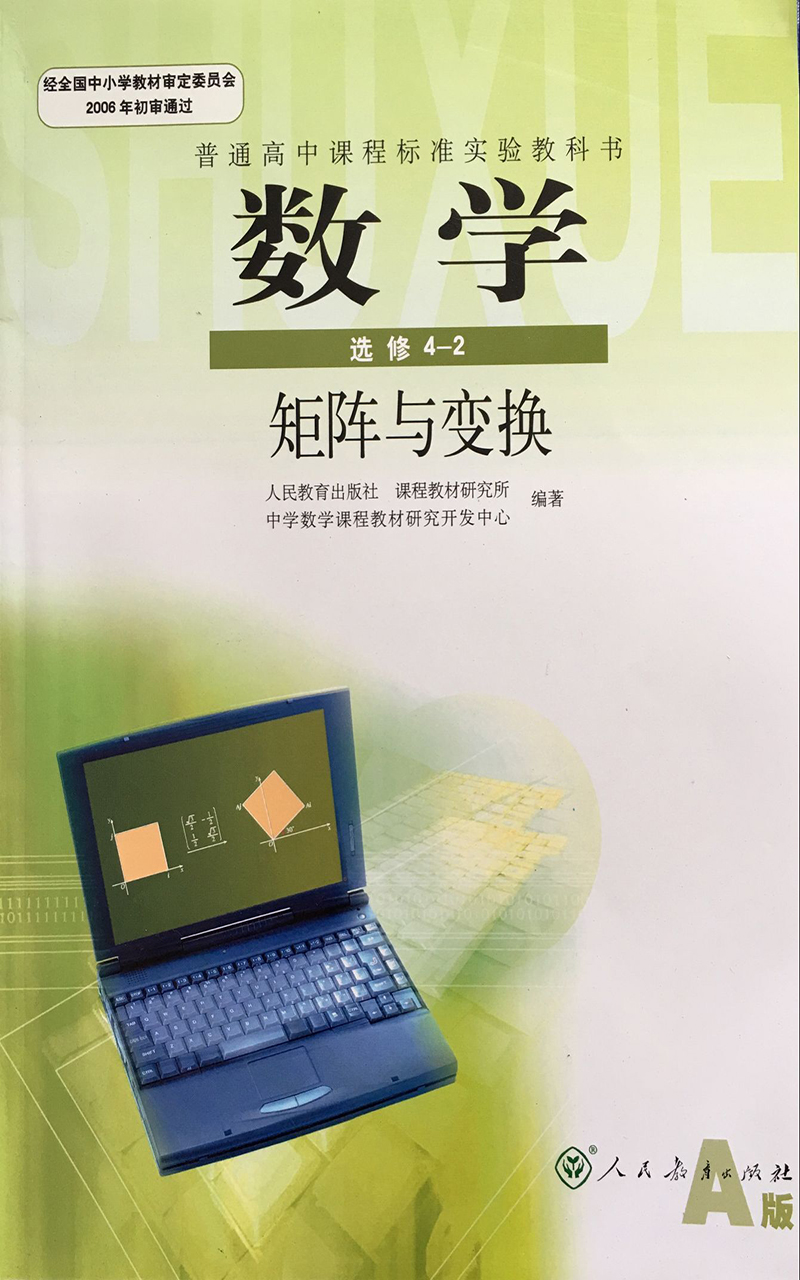 SHUXUE
经全国中小学教材审定委员会
2006年初审通过
普通高中课程标准实验教科书
数学
选修 4-2
矩阵与变换
人民教育出版社 课程教材研究所
中学数学课程教材研究开发中心
编著
人民教育出版社
A版